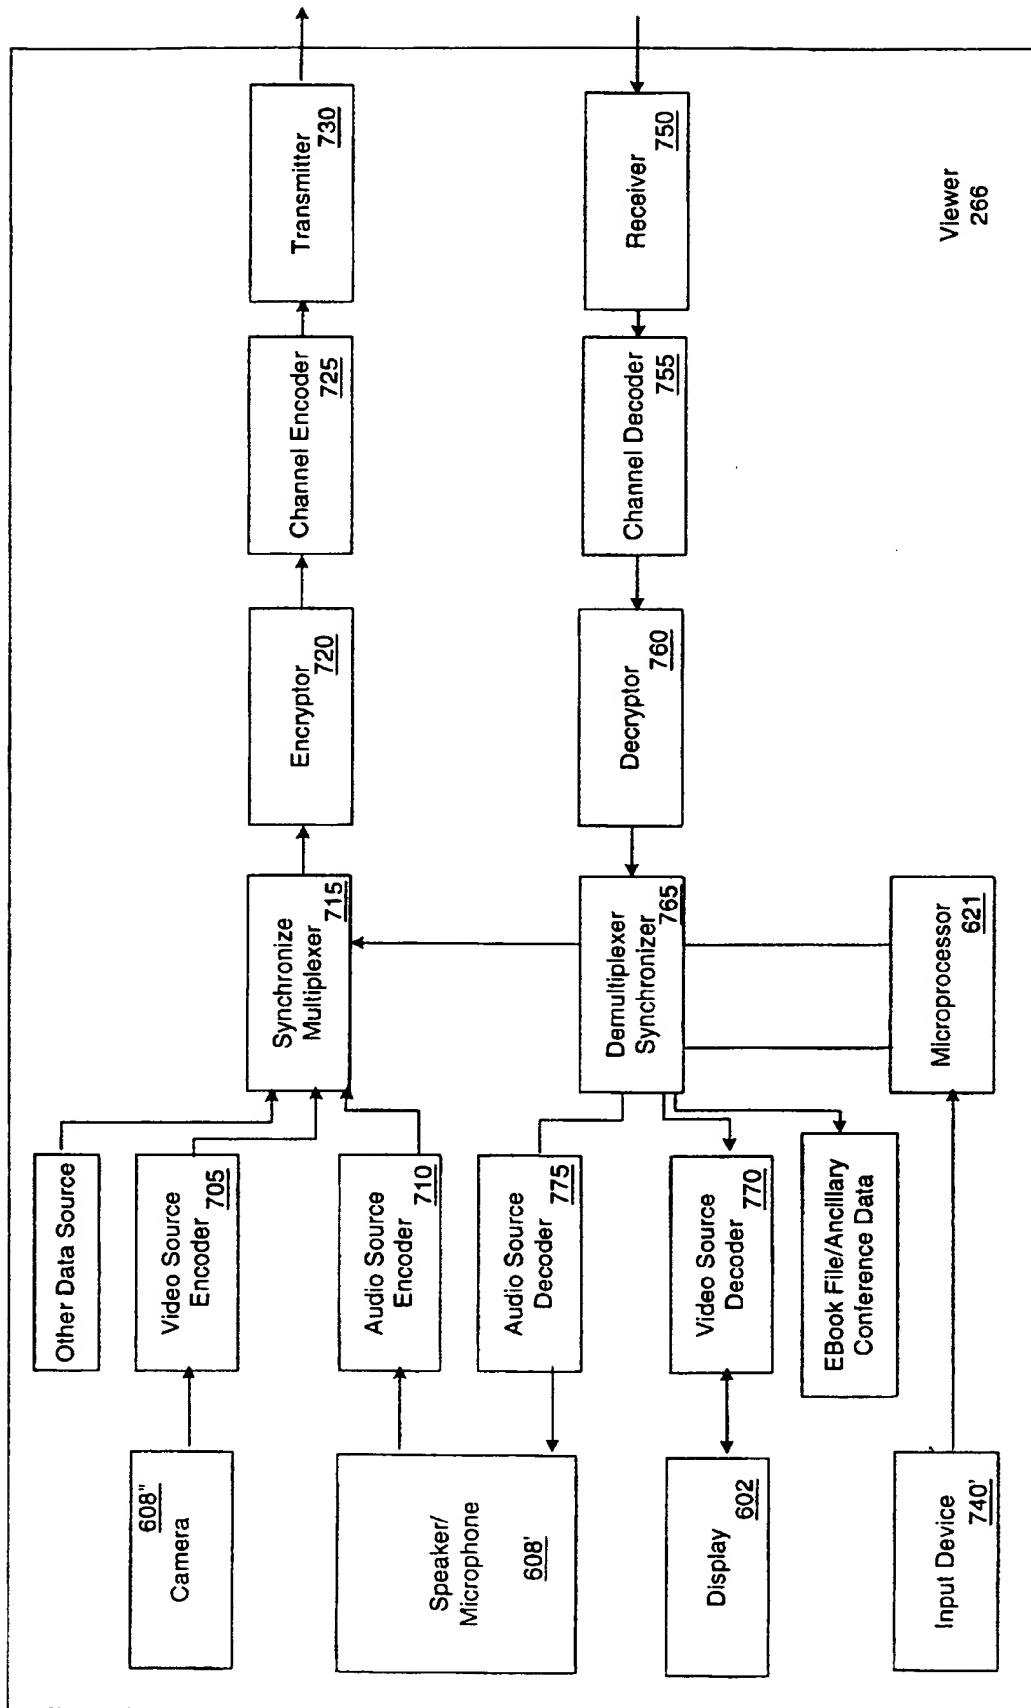 Camera
608"
Speaker/
Microphone
608'
Display
602
Input Device
740'
Other Data Source
Video Source
Encoder
705
Audio Source
Encoder
710
Audio Source
Decoder
775
Video Source
Decoder
770
EBook File/Ancillary
Conference Data
Synchronize
Multiplexer
715
Demultiplexer
Synchronizer
765
Microprocessor
621
Encryptor
720
Decryptor
760
Channel Encoder
725
Channel Decoder
755
Transmitter
730
Receiver
750
Viewer
266